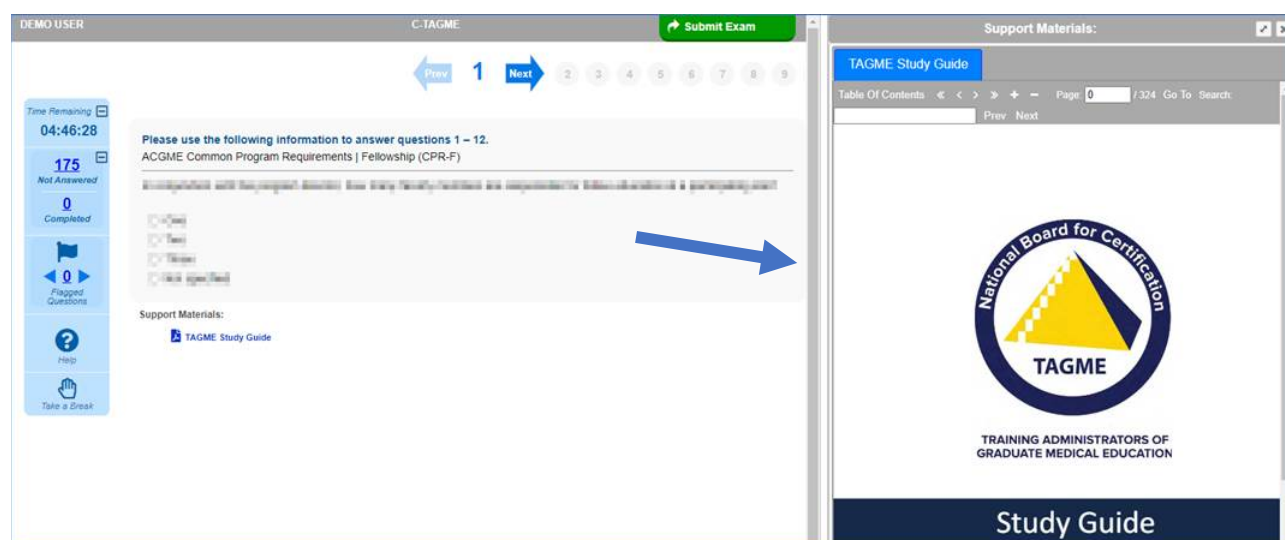 DEMO USER
C-TAGME
Submit Exam
Prev 1 Next 2 3 4 5 6 7 8 9
Time Remaining
04:46:28
175
Not Answered
0
Completed
0
Flagged
Questions
Help
Take a Break
Please use the following information to answer questions 1 – 12.
ACGME Common Program Requirements | Fellowship (CPR-F)
Support Materials:
TAGME Study Guide
Support Materials:
TAGME Study Guide
Table Of Contents « < > » + − Page: 0 / 324 Go To Search:
Prev Next
National Board for Certification
TAGME
TRAINING ADMINISTRATORS OF
GRADUATE MEDICAL EDUCATION
Study Guide